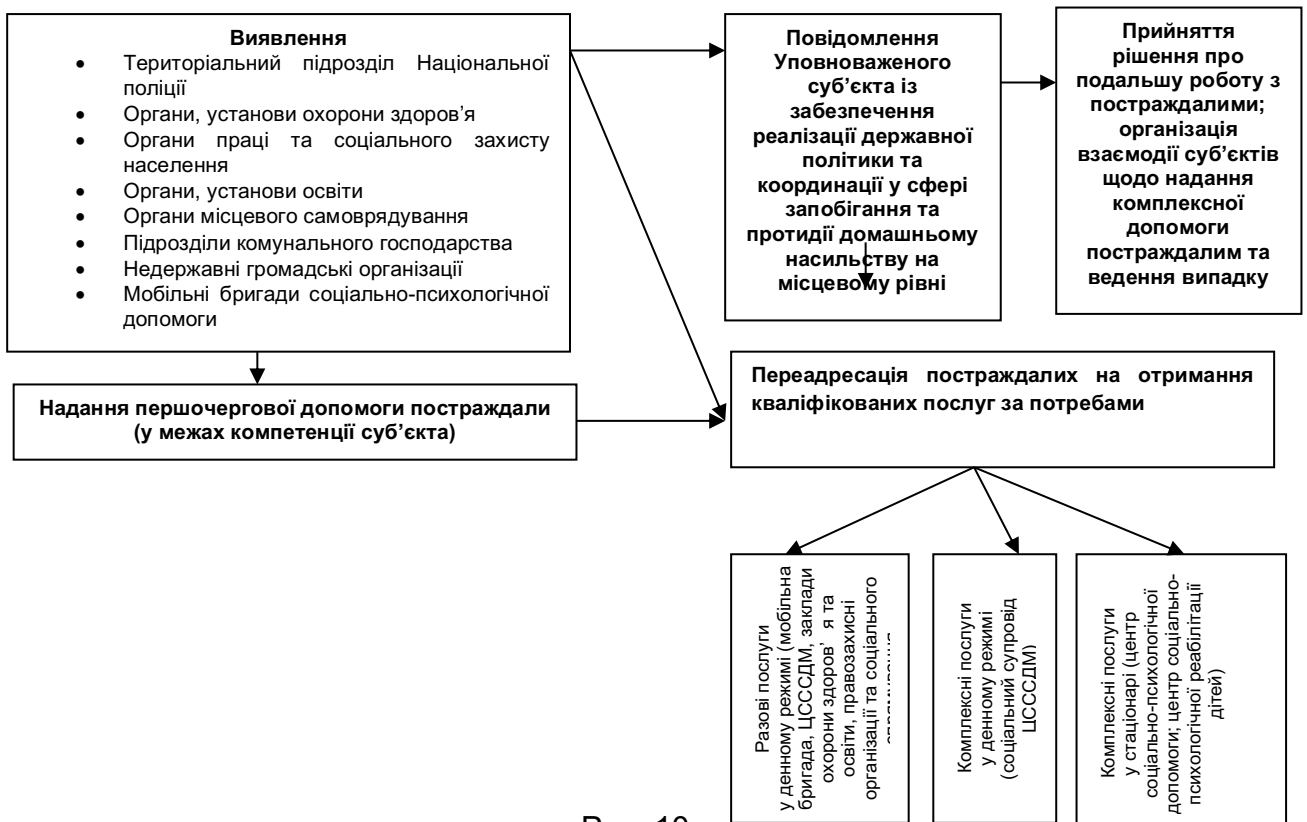 Виявлення
• Територіальний підрозділ Національної
поліції
• Органи, установи охорони здоров’я
• Органи праці та соціального захисту
населення
• Органи, установи освіти
• Органи місцевого самоврядування
• Підрозділи комунального господарства
• Недержавні громадські організації
• Мобільні бригади соціально-психологічної
допомоги
Повідомлення
Уповноваженого
суб’єкта із
забезпечення
реалізації державної
політики та
координації у сфері
запобігання та
протидії домашньому
насильству на
місцевому рівні
Прийняття
рішення про
подальшу роботу з
постраждалими;
організація
взаємодії суб’єктів
щодо надання
комплексної
допомоги
постраждалим та
ведення випадку
Надання першочергової допомоги постраждали
(у межах компетенції суб’єкта)
Переадресація постраждалих на отримання
кваліфікованих послуг за потребами
Разові послуги
у денному режимі (мобільна
бригада, ЦСССДМ, заклади
охорони здоров’ я та
освіти, правозахисні
організації та соціального
Комплексні послуги
у денному режимі
(соціальний супровід
ЦСССДМ)
Комплексні послуги
у стаціонарі (центр
соціально-психологічної
допомоги; центр соціально-
психологічної реабілітації
дітей)